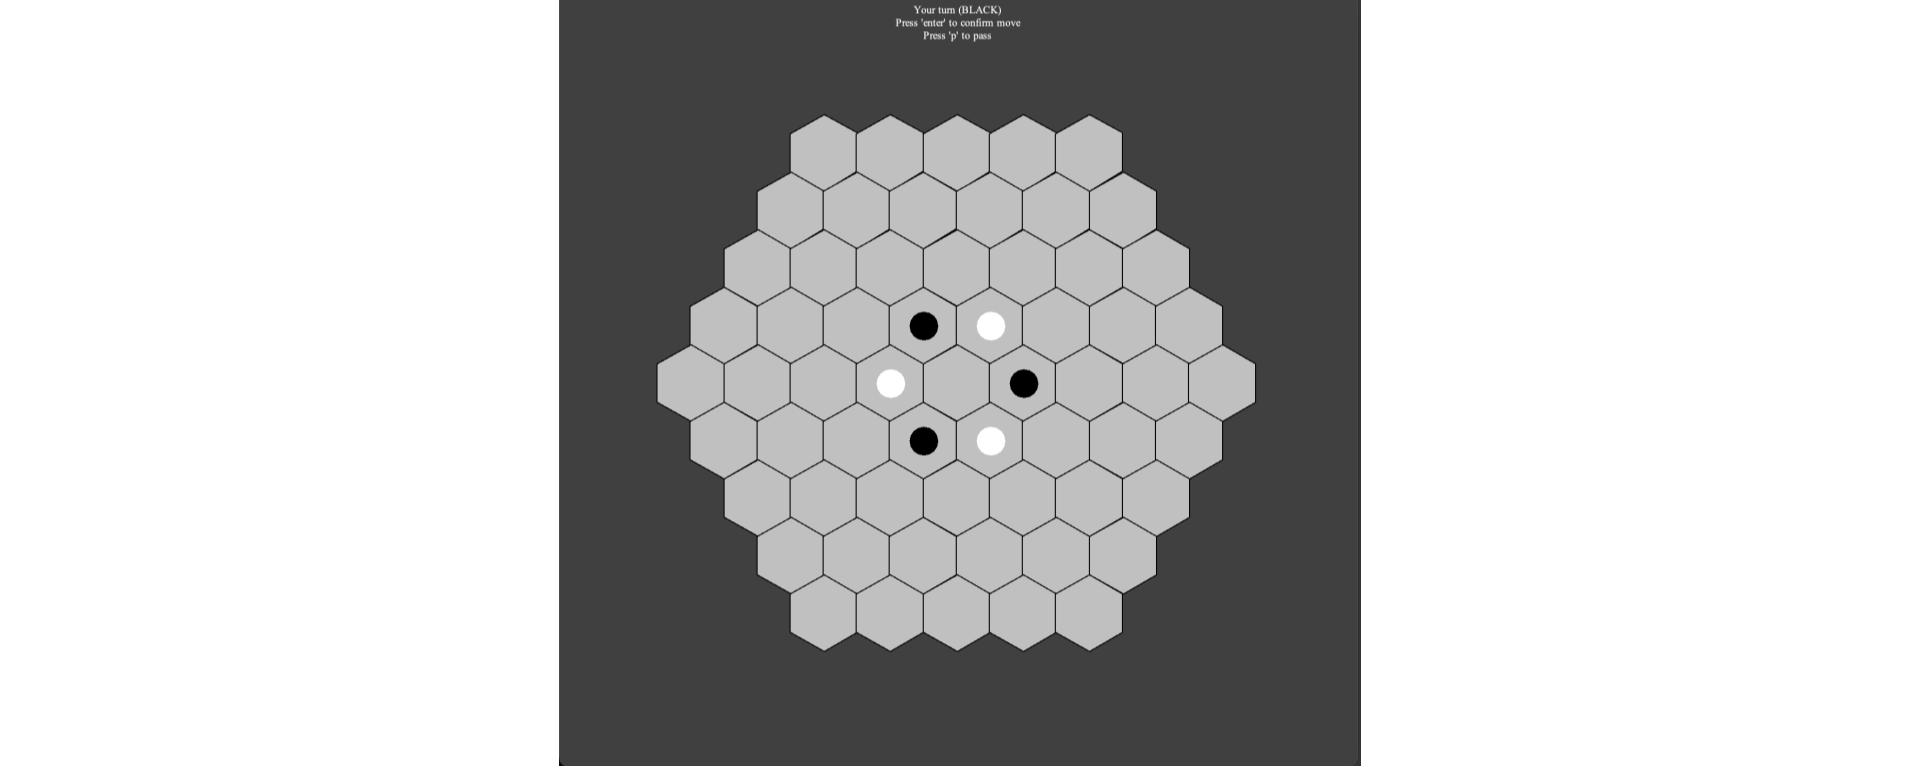 Your turn (BLACK)
Press 'enter' to confirm move
Press 'p' to pass